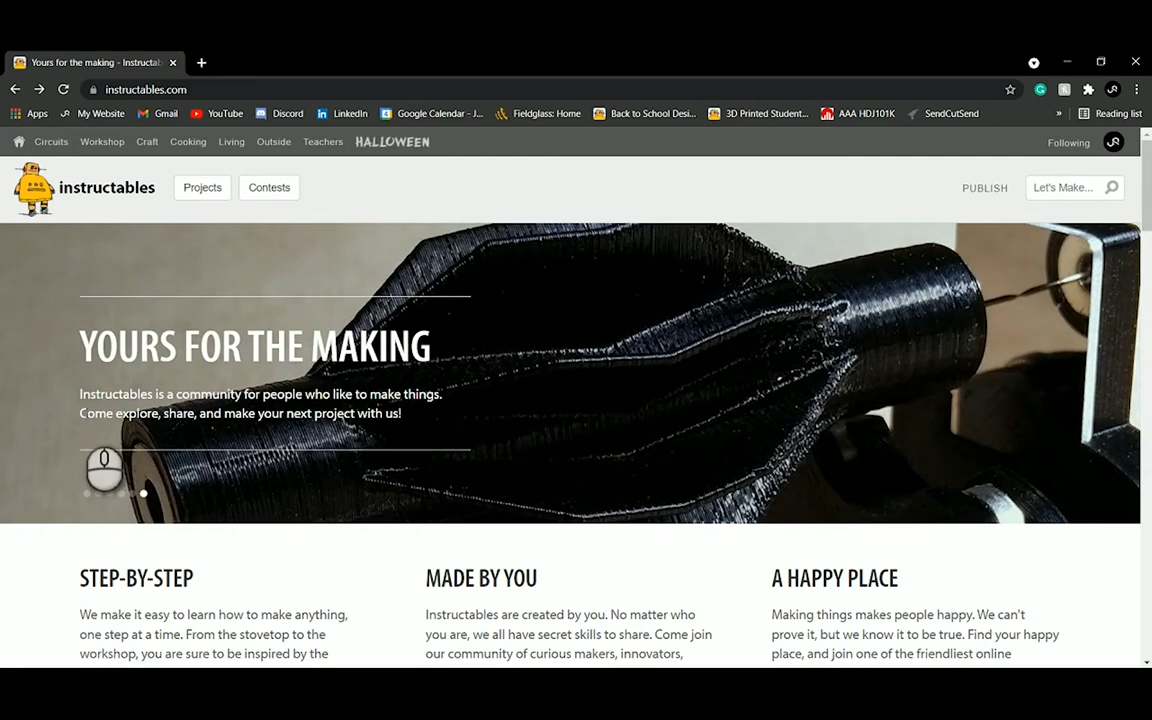 Yours for the making - Instructab
instructables.com
Apps My Website Gmail YouTube Discord LinkedIn Google Calendar - J... Fieldglass: Home Back to School Desi... 3D Printed Student... AAA HDJ101K SendCutSend » Reading list
Circuits Workshop Craft Cooking Living Outside Teachers HALLOWEEN Following
instructables Projects Contests PUBLISH Let's Make...
YOURS FOR THE MAKING
Instructables is a community for people who like to make things.
Come explore, share, and make your next project with us!
STEP-BY-STEP
We make it easy to learn how to make anything,
one step at a time. From the stovetop to the
workshop, you are sure to be inspired by the
MADE BY YOU
Instructables are created by you. No matter who
you are, we all have secret skills to share. Come join
our community of curious makers, innovators,
A HAPPY PLACE
Making things makes people happy. We can't
prove it, but we know it to be true. Find your happy
place, and join one of the friendliest online